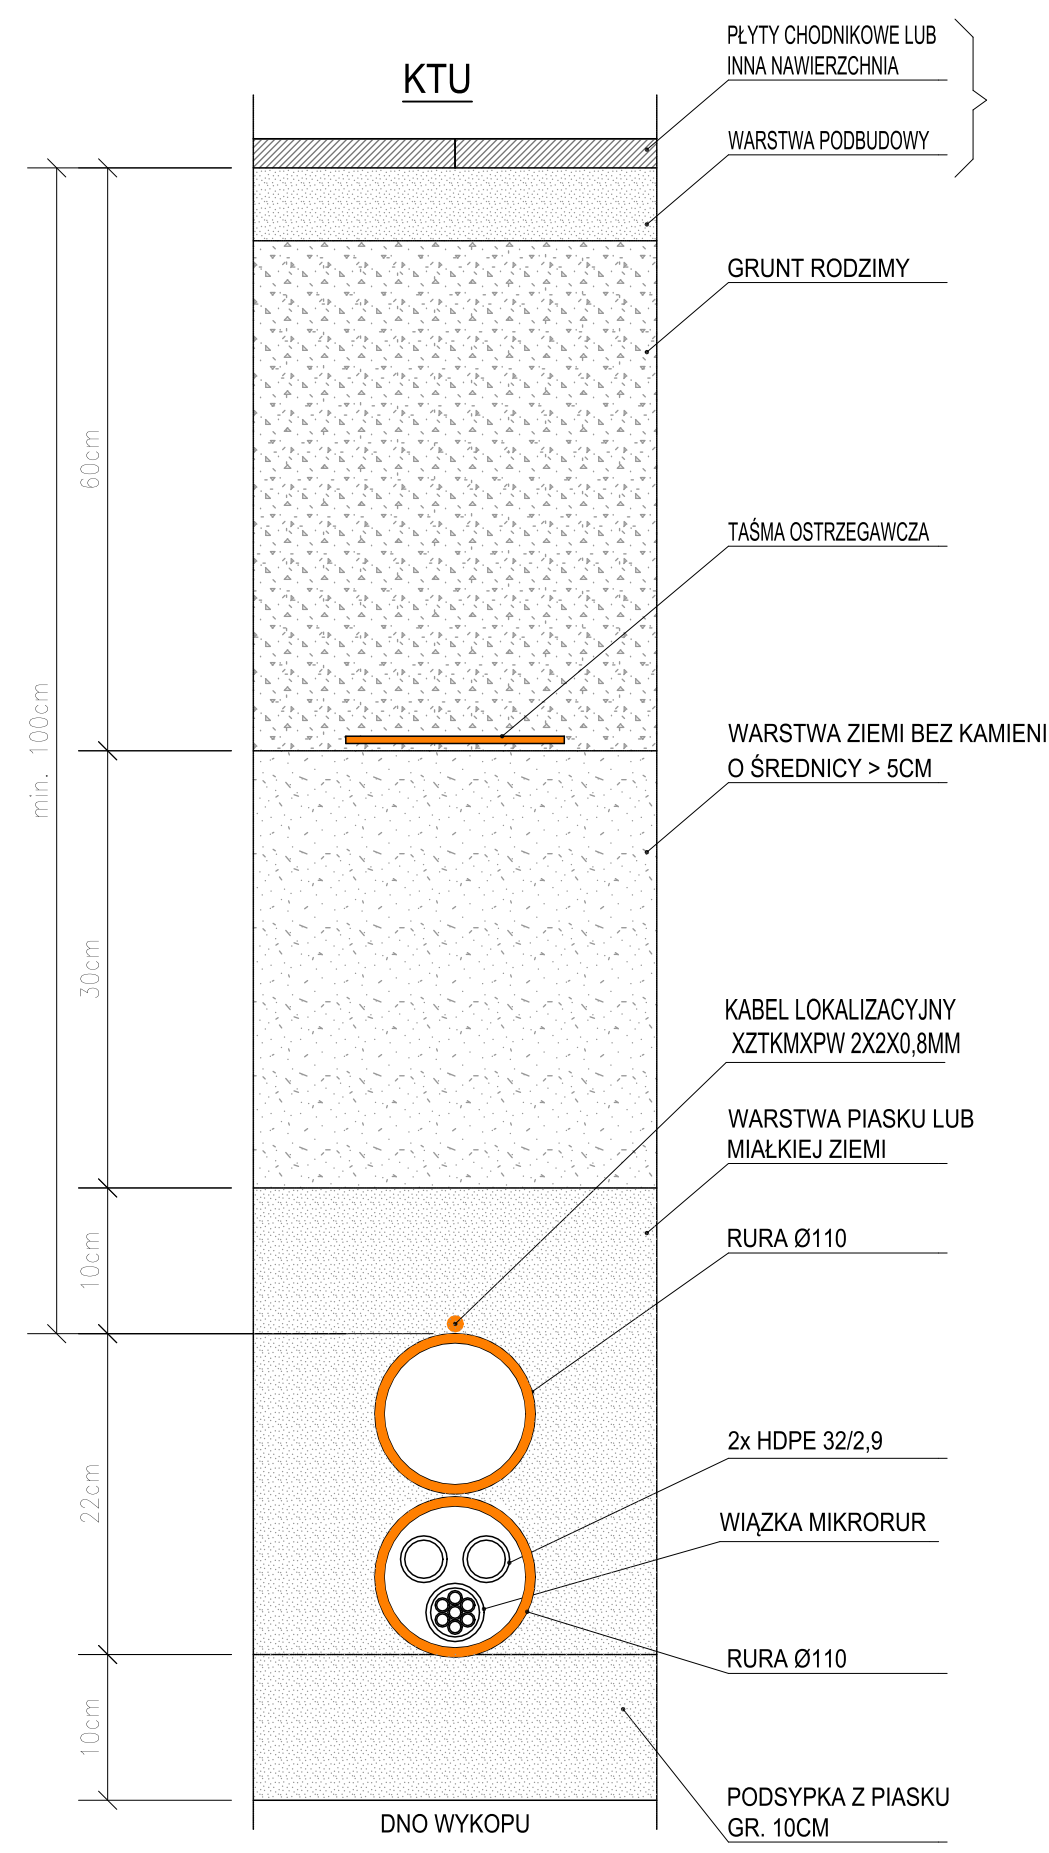 KTU
PŁYTY CHODNIKOWE LUB
INNA NAWIERZCHNIA
WARSTWA PODBUDOWY
GRUNT RODZIMY
60cm
TAŚMA OSTRZEGAWCZA
min. 100cm
WARSTWA ZIEMI BEZ KAMIENI
O ŚREDNICY > 5CM
30cm
KABEL LOKALIZACYJNY
XZTKMXPW 2X2X0,8MM
WARSTWA PIASKU LUB
MIAŁKIEJ ZIEMI
10cm
RURA Ø110
2x HDPE 32/2,9
22cm
WIĄZKA MIKRORUR
RURA Ø110
10cm
PODSYPKA Z PIASKU
GR. 10CM
DNO WYKOPU